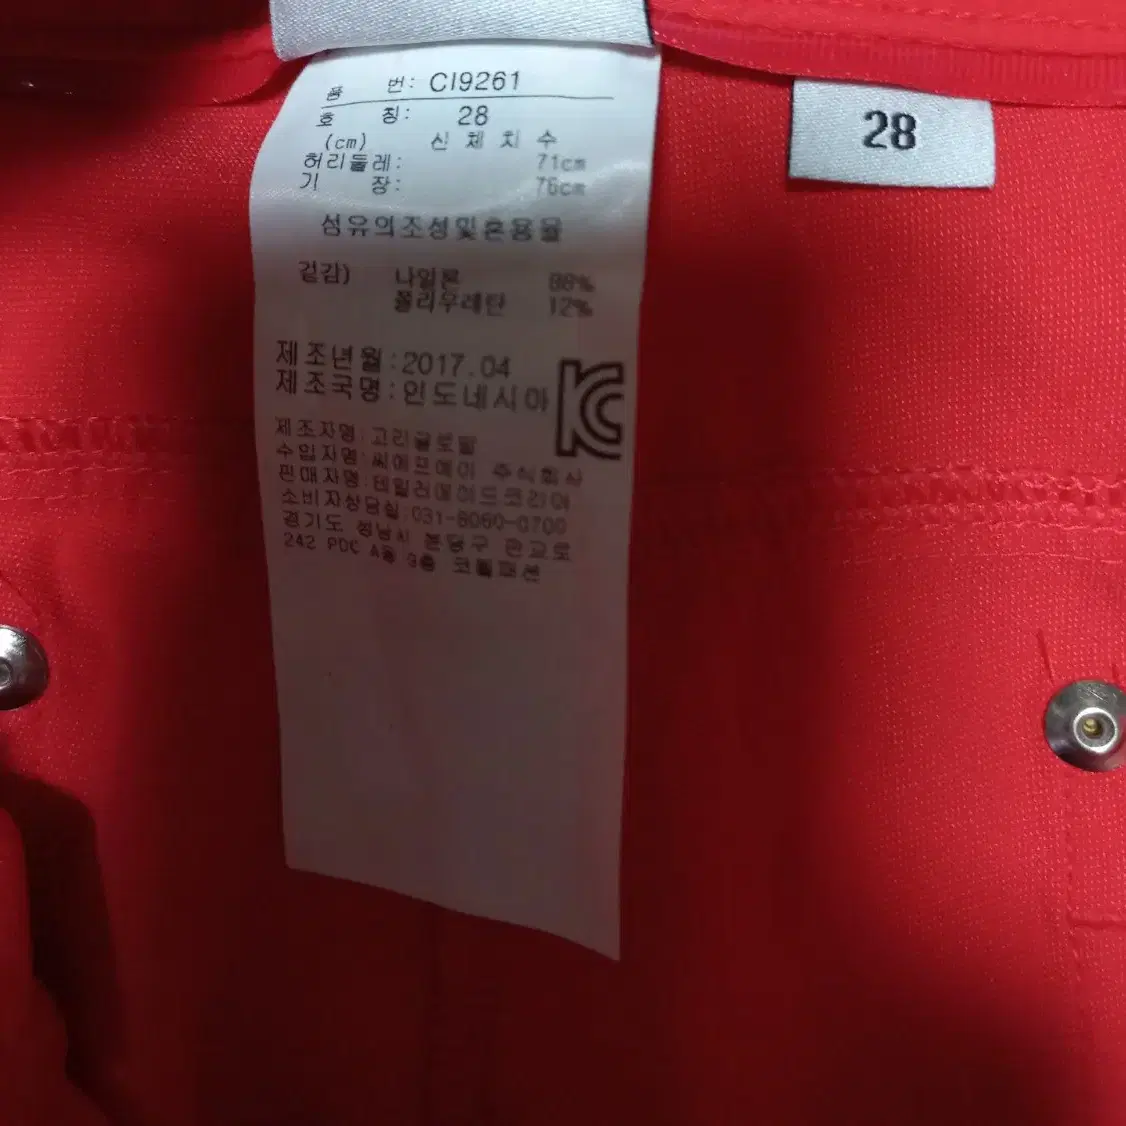 품 번: CI9261
호 칭: 28
(cm) 신 체 치 수
허리둘레: 71cm
기 장: 76cm
섬유의조성및혼용율
겉감) 나일론 88%
폴리우레탄 12%
제조년월:2017.04
제조국명:인도네시아
KC
제조자명:고리글로벌
수입자명:씨에프에이 주식회사
판매자명:테일러메이드코리아
소비자상담실:031-8060-0700
경기도 성남시 분당구 판교로
242 PDC A동 3층
28